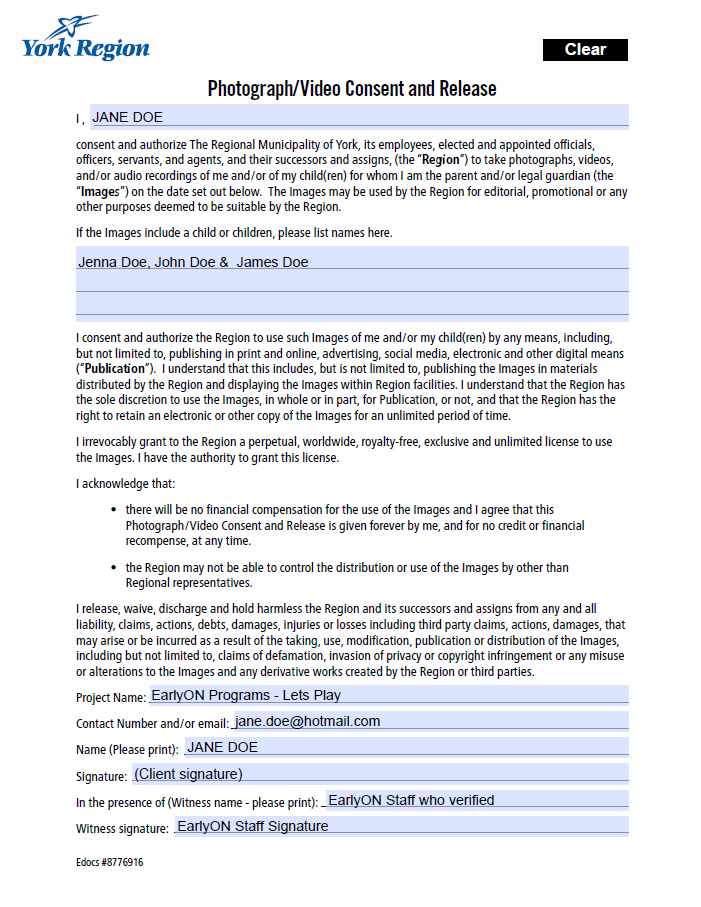 York Region
Clear
Photograph/Video Consent and Release
I , JANE DOE
consent and authorize The Regional Municipality of York, its employees, elected and appointed officials,
officers, servants, and agents, and their successors and assigns, (the “Region”) to take photographs, videos,
and/or audio recordings of me and/or of my child(ren) for whom I am the parent and/or legal guardian (the
“Images”) on the date set out below. The Images may be used by the Region for editorial, promotional or any
other purposes deemed to be suitable by the Region.
If the Images include a child or children, please list names here.
Jenna Doe, John Doe & James Doe
I consent and authorize the Region to use such Images of me and/or my child(ren) by any means, including,
but not limited to, publishing in print and online, advertising, social media, electronic and other digital means
(“Publication”). I understand that this includes, but is not limited to, publishing the Images in materials
distributed by the Region and displaying the Images within Region facilities. I understand that the Region has
the sole discretion to use the Images, in whole or in part, for Publication, or not, and that the Region has the
right to retain an electronic or other copy of the Images for an unlimited period of time.
I irrevocably grant to the Region a perpetual, worldwide, royalty-free, exclusive and unlimited license to use
the Images. I have the authority to grant this license.
I acknowledge that:
• there will be no financial compensation for the use of the Images and I agree that this
Photograph/Video Consent and Release is given forever by me, and for no credit or financial
recompense, at any time.
• the Region may not be able to control the distribution or use of the Images by other than
Regional representatives.
I release, waive, discharge and hold harmless the Region and its successors and assigns from any and all
liability, claims, actions, debts, damages, injuries or losses including third party claims, actions, damages, that
may arise or be incurred as a result of the taking, use, modification, publication or distribution of the Images,
including but not limited to, claims of defamation, invasion of privacy or copyright infringement or any misuse
or alterations to the Images and any derivative works created by the Region or third parties.
Project Name: EarlyON Programs - Lets Play
Contact Number and/or email: jane.doe@hotmail.com
Name (Please print): JANE DOE
Signature: (Client signature)
In the presence of (Witness name - please print): EarlyON Staff who verified
Witness signature: EarlyON Staff Signature
Edocs #8776916